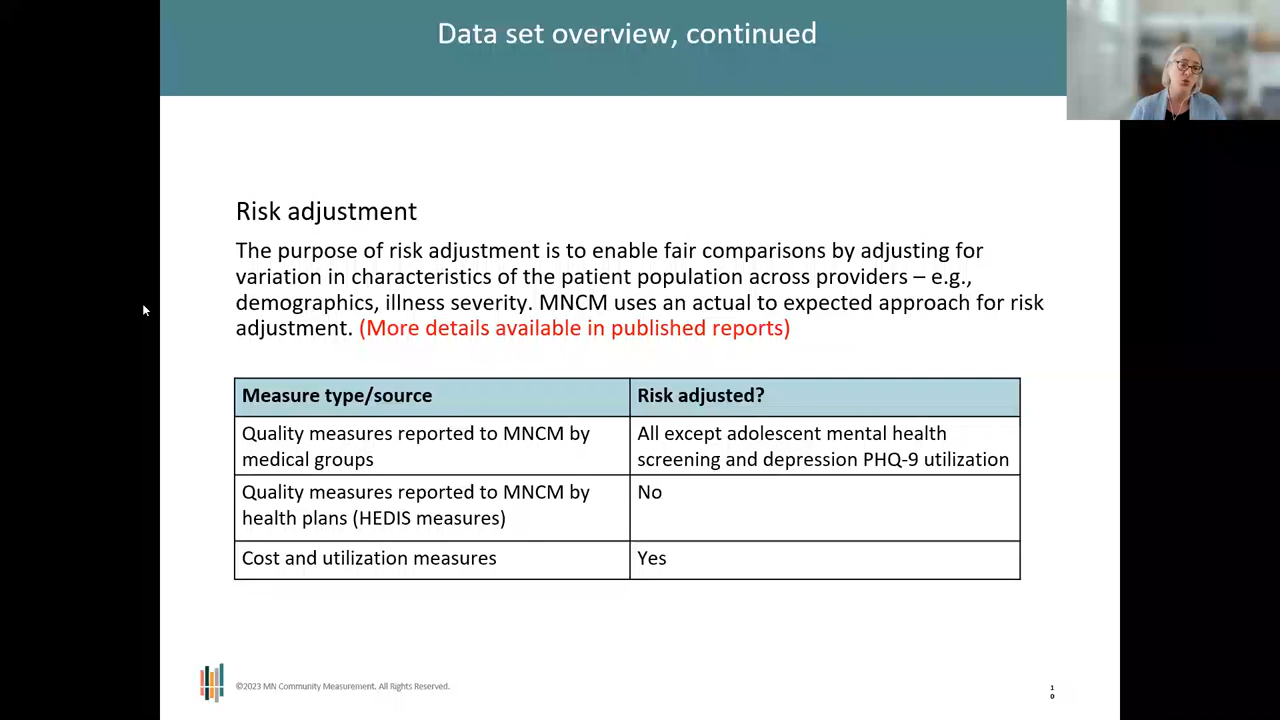 Data set overview, continued
Risk adjustment
The purpose of risk adjustment is to enable fair comparisons by adjusting for
variation in characteristics of the patient population across providers – e.g.,
demographics, illness severity. MNCM uses an actual to expected approach for risk
adjustment. (More details available in published reports)
Measure type/source
Risk adjusted?
Quality measures reported to MNCM by
medical groups
All except adolescent mental health
screening and depression PHQ-9 utilization
Quality measures reported to MNCM by
health plans (HEDIS measures)
No
Cost and utilization measures
Yes
©2023 MN Community Measurement. All Rights Reserved.
1
0